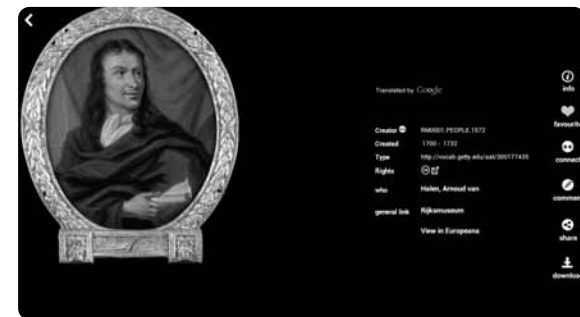 Translated by Google
Creator RM0001.PEOPLE.1572
Created 1700 - 1732
Type http://vocab.getty.edu/aat/300177435
Rights
who Halen, Arnoud van
general link Rijksmuseum
View in Europeana
info
favourite
connect
comment
share
download